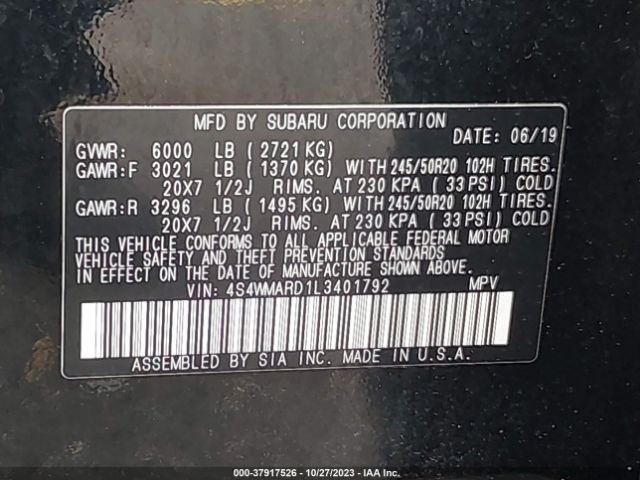 MFD BY SUBARU CORPORATION
DATE: 06/19
GVWR: 6000 LB (2721 KG)
GAWR:F 3021 LB (1370 KG) WITH 245/50R20 102H TIRES.
20X7 1/2J RIMS. AT 230 KPA (33 PSI) COLD
GAWR:R 3296 LB (1495 KG) WITH 245/50R20 102H TIRES.
20X7 1/2J RIMS. AT 230 KPA (33 PSI) COLD
THIS VEHICLE CONFORMS TO ALL APPLICABLE FEDERAL MOTOR
VEHICLE SAFETY AND THEFT PREVENTION STANDARDS
IN EFFECT ON THE DATE OF MANUFACTURE SHOWN ABOVE.
VIN: 4S4WMARD1L3401792 MPV
ASSEMBLED BY SIA INC. MADE IN U.S.A.
000-37917526 - 10/27/2023 - IAA Inc.